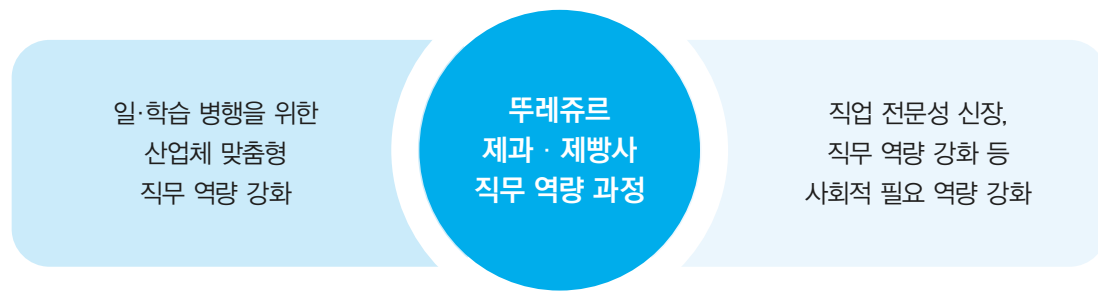 일·학습 병행을 위한
산업체 맞춤형
직무 역량 강화
뚜레쥬르
제과 · 제빵사
직무 역량 과정
직업 전문성 신장,
직무 역량 강화 등
사회적 필요 역량 강화